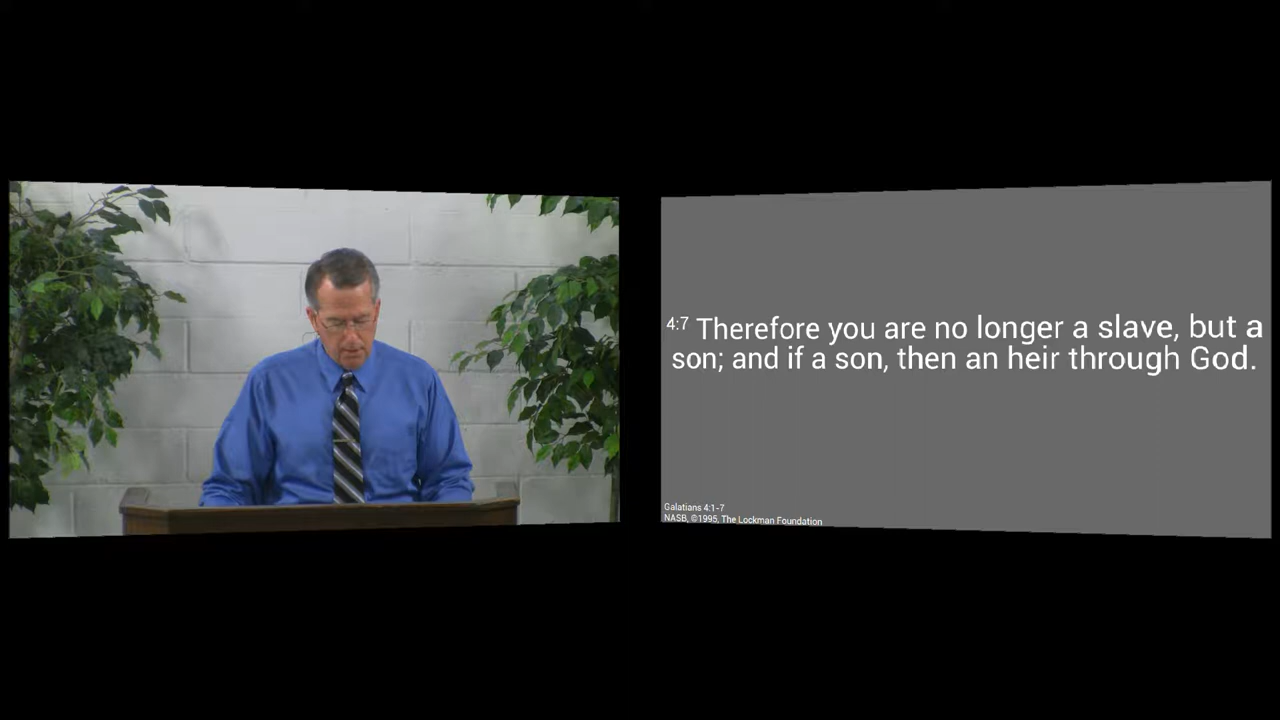 4:7 Therefore you are no longer a slave, but a
son; and if a son, then an heir through God.
Galatians 4:1-7
NASB, ©1995, The Lockman Foundation